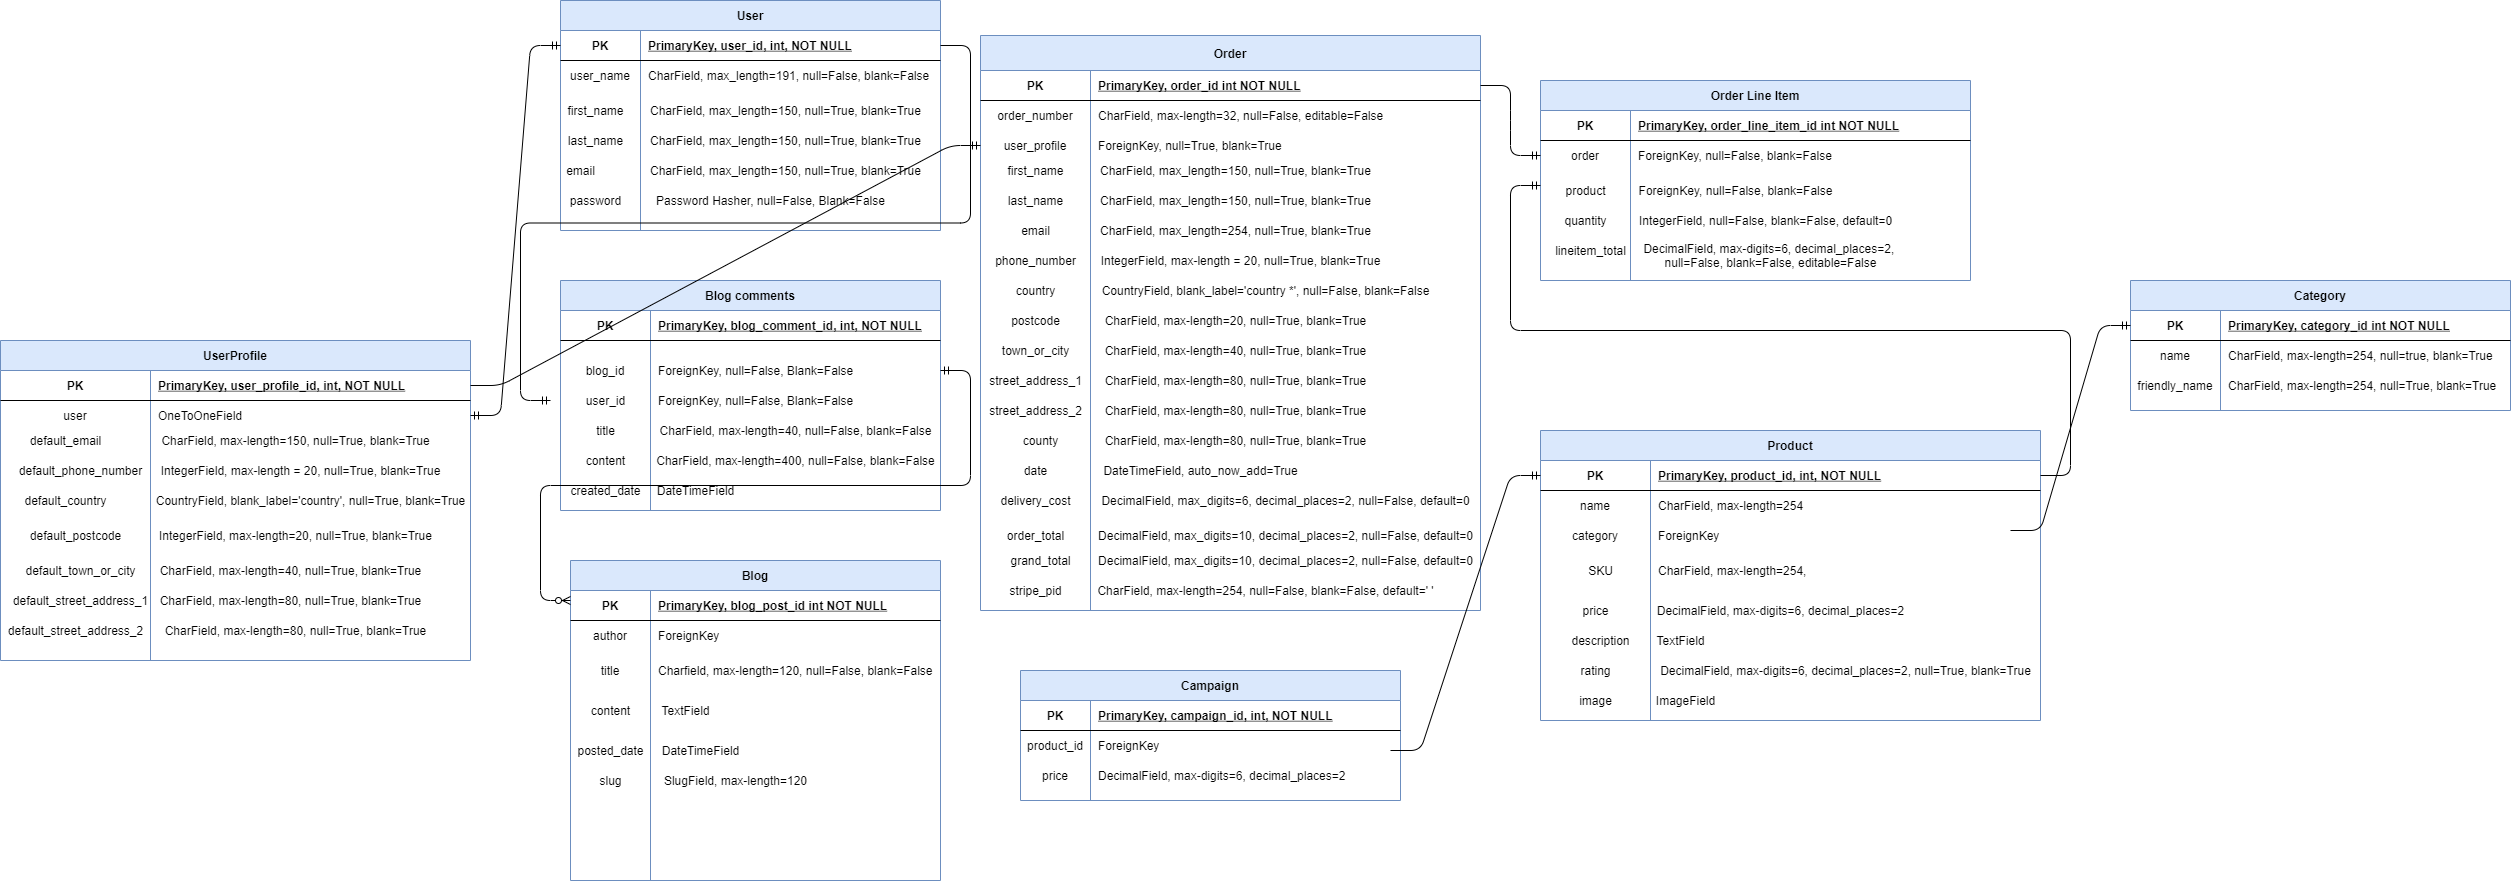 User
PK PrimaryKey, user_id, int, NOT NULL
user_name CharField, max_length=191, null=False, blank=False
first_name CharField, max_length=150, null=True, blank=True
last_name CharField, max_length=150, null=True, blank=True
email CharField, max_length=150, null=True, blank=True
password Password Hasher, null=False, Blank=False
UserProfile
PK PrimaryKey, user_profile_id, int, NOT NULL
user OneToOneField
default_email CharField, max-length=150, null=True, blank=True
default_phone_number IntegerField, max-length = 20, null=True, blank=True
default_country CountryField, blank_label='country', null=True, blank=True
default_postcode IntegerField, max-length=20, null=True, blank=True
default_town_or_city CharField, max-length=40, null=True, blank=True
default_street_address_1 CharField, max-length=80, null=True, blank=True
default_street_address_2 CharField, max-length=80, null=True, blank=True
Blog comments
PK PrimaryKey, blog_comment_id, int, NOT NULL
blog_id ForeignKey, null=False, Blank=False
user_id ForeignKey, null=False, Blank=False
title CharField, max-length=40, null=False, blank=False
content CharField, max-length=400, null=False, blank=False
created_date DateTimeField
Blog
PK PrimaryKey, blog_post_id int NOT NULL
author ForeignKey
title Charfield, max-length=120, null=False, blank=False
content TextField
posted_date DateTimeField
slug SlugField, max-length=120
Order
PK PrimaryKey, order_id int NOT NULL
order_number CharField, max-length=32, null=False, editable=False
user_profile ForeignKey, null=True, blank=True
first_name CharField, max_length=150, null=True, blank=True
last_name CharField, max_length=150, null=True, blank=True
email CharField, max_length=254, null=True, blank=True
phone_number IntegerField, max-length = 20, null=True, blank=True
country CountryField, blank_label='country *', null=False, blank=False
postcode CharField, max-length=20, null=True, blank=True
town_or_city CharField, max-length=40, null=True, blank=True
street_address_1 CharField, max-length=80, null=True, blank=True
street_address_2 CharField, max-length=80, null=True, blank=True
county CharField, max-length=80, null=True, blank=True
date DateTimeField, auto_now_add=True
delivery_cost DecimalField, max_digits=6, decimal_places=2, null=False, default=0
order_total DecimalField, max_digits=10, decimal_places=2, null=False, default=0
grand_total DecimalField, max_digits=10, decimal_places=2, null=False, default=0
stripe_pid CharField, max-length=254, null=False, blank=False, default=' '
Campaign
PK PrimaryKey, campaign_id, int, NOT NULL
product_id ForeignKey
price DecimalField, max-digits=6, decimal_places=2
Order Line Item
PK PrimaryKey, order_line_item_id int NOT NULL
order ForeignKey, null=False, blank=False
product ForeignKey, null=False, blank=False
quantity IntegerField, null=False, blank=False, default=0
lineitem_total DecimalField, max-digits=6, decimal_places=2,
null=False, blank=False, editable=False
Product
PK PrimaryKey, product_id, int, NOT NULL
name CharField, max-length=254
category ForeignKey
SKU CharField, max-length=254,
price DecimalField, max-digits=6, decimal_places=2
description TextField
rating DecimalField, max-digits=6, decimal_places=2, null=True, blank=True
image ImageField
Category
PK PrimaryKey, category_id int NOT NULL
name CharField, max-length=254, null=true, blank=True
friendly_name CharField, max-length=254, null=True, blank=True